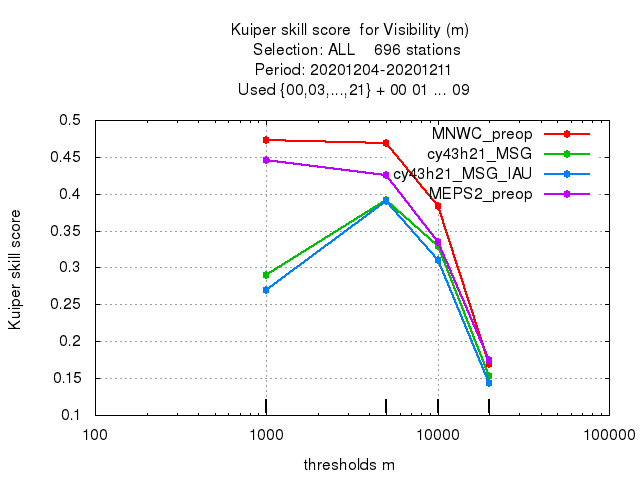 Kuiper skill score  for Visibility (m)
Selection: ALL    696 stations
Period: 20201204-20201211
Used {00,03,...,21} + 00 01 ... 09
0.5
0.45
0.4
0.35
0.3
0.25
0.2
0.15
0.1
Kuiper skill score
MNWC_preop
cy43h21_MSG
cy43h21_MSG_IAU
MEPS2_preop
100
1000
10000
100000
thresholds m